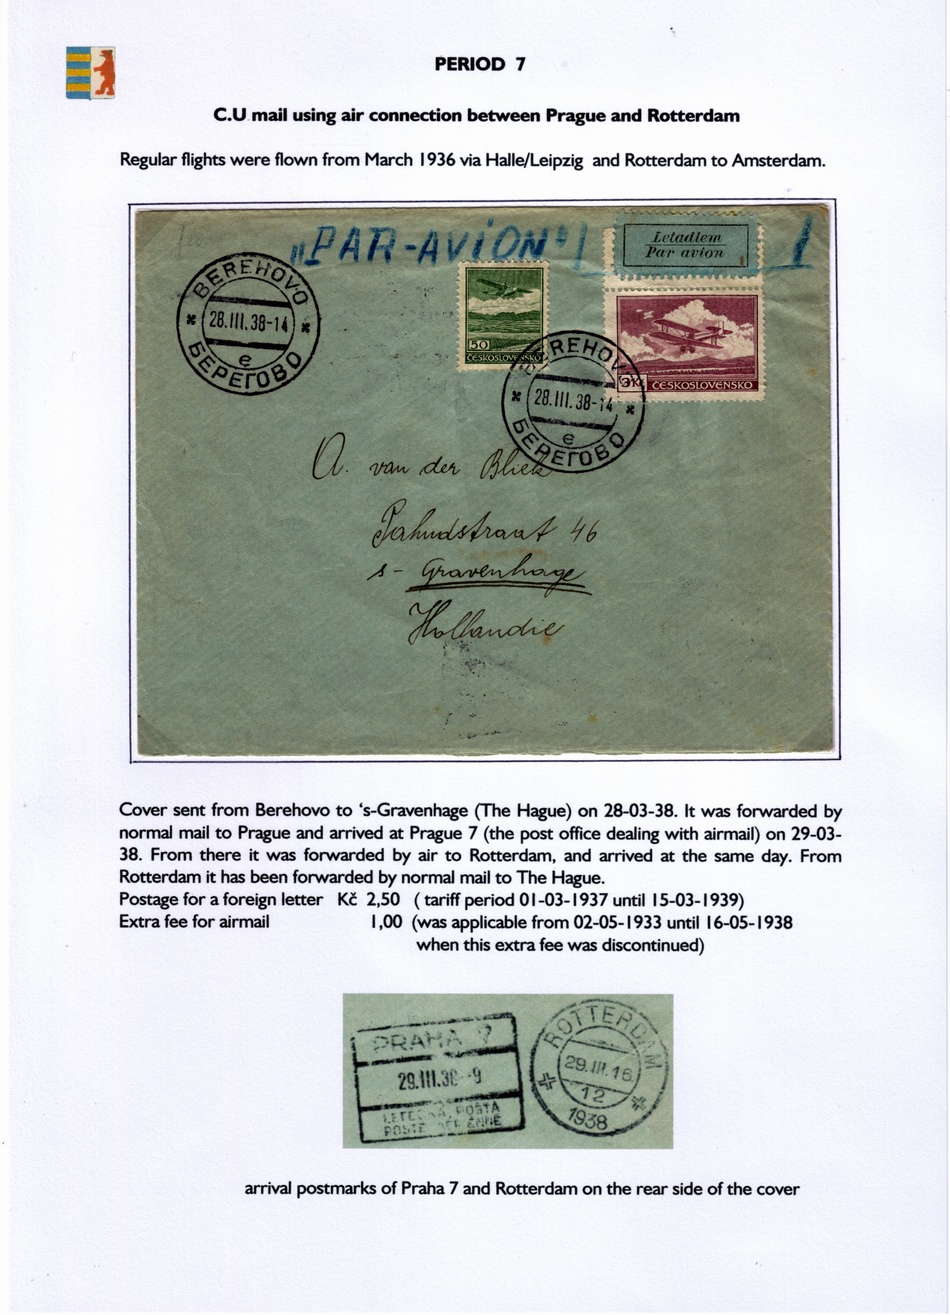 PERIOD 7
C.U. mail using air connection between Prague and Rotterdam
Regular flights were flown from March 1936 via Halle/Leipzig and Rotterdam to Amsterdam.
„PAR-AVION"
Letadlem
Par avion
BEREHOVO
28.III.38-14
e
БЕРЕГОВО
50
ČESKOSLOVENSKO
3Kč ČESKOSLOVENSKO
BEREHOVO
28.III.38-14
e
БЕРЕГОВО
A. van der Bliek
Pahudstraat 46
s- Gravenhage
Hollandie
Cover sent from Berehovo to 's-Gravenhage (The Hague) on 28-03-38. It was forwarded by
normal mail to Prague and arrived at Prague 7 (the post office dealing with airmail) on 29-03-
38. From there it was forwarded by air to Rotterdam, and arrived at the same day. From
Rotterdam it has been forwarded by normal mail to The Hague.
Postage for a foreign letter Kč 2,50 ( tariff period 01-03-1937 until 15-03-1939)
Extra fee for airmail 1,00 (was applicable from 02-05-1933 until 16-05-1938
when this extra fee was discontinued)
PRAHA 7
29.III.38--9
LETECKÁ POŠTA
POSTE AÉRIENNE
ROTTERDAM
29.III.16
12
1938
arrival postmarks of Praha 7 and Rotterdam on the rear side of the cover